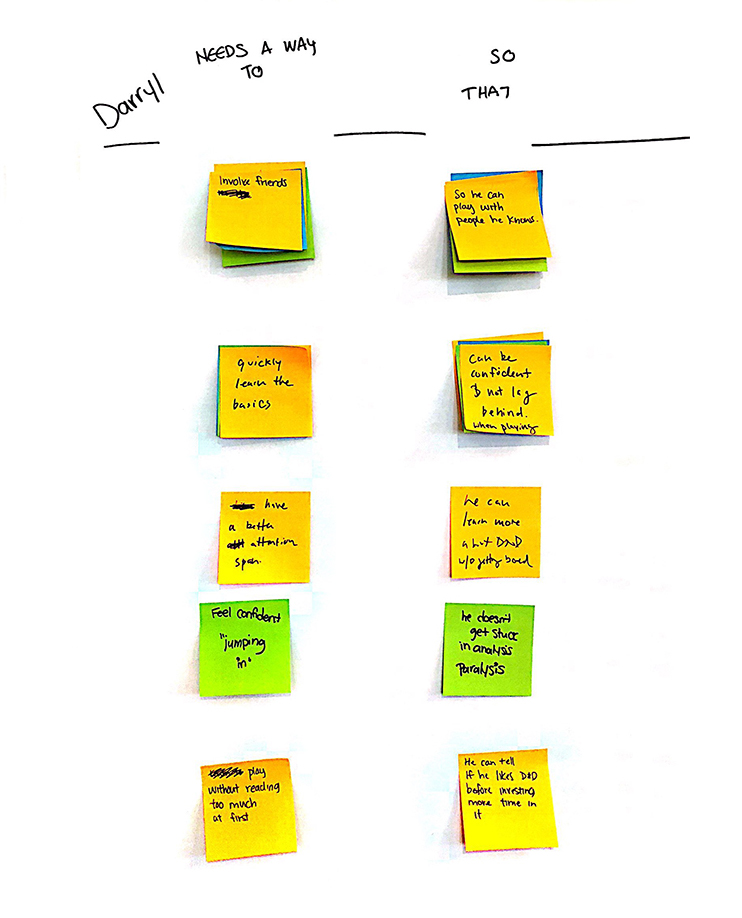 Darryl
NEEDS A WAY
TO
SO
THAT
Involve friends
So he can
play with
people he knows.
quickly
learn the
basics
Can be
confident
& not lag
behind.
when playing
have
a better
attention
span.
he can
learn more
about DND
w/o getting bored
Feel confident
"jumping
in"
he doesn't
get stuck
in analysis
Paralysis
play
without reading
too much
at first
He can tell
If he likes D&D
before investing
more time in
it